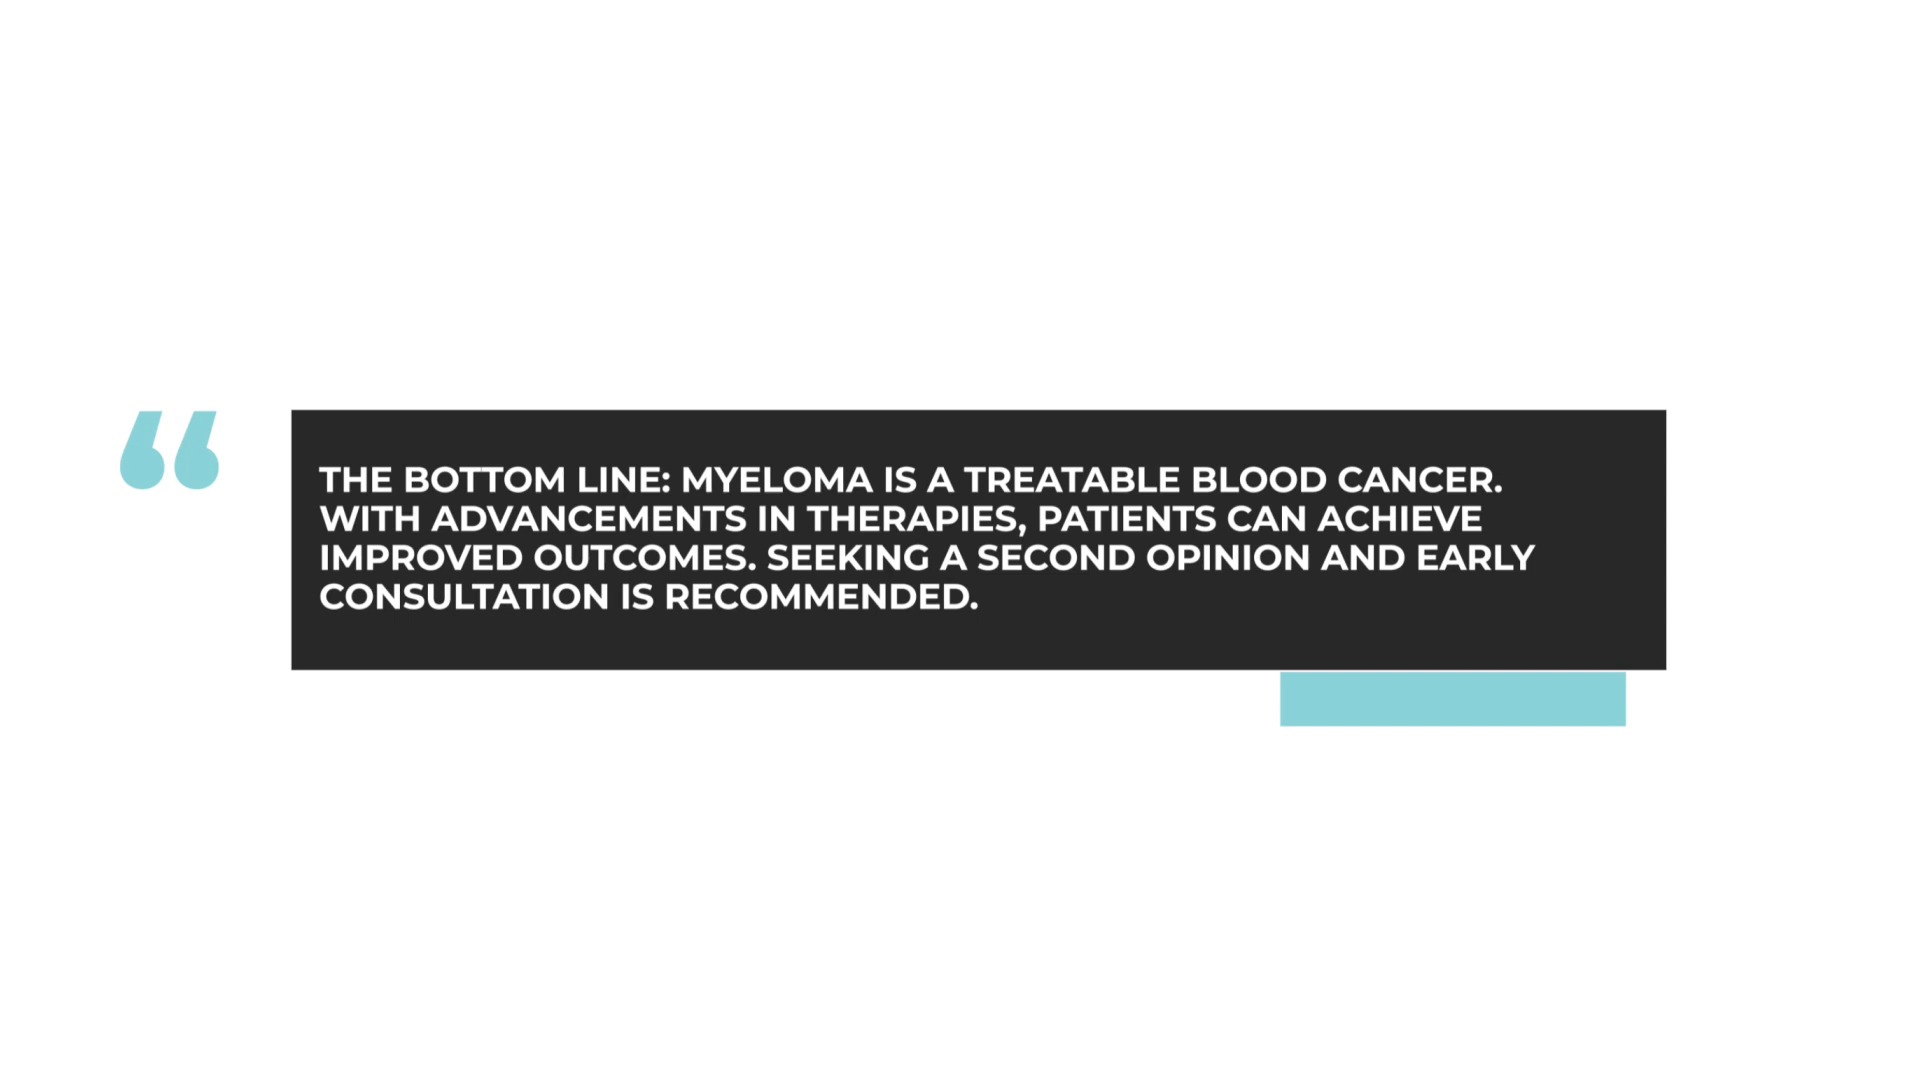 “
THE BOTTOM LINE: MYELOMA IS A TREATABLE BLOOD CANCER.
WITH ADVANCEMENTS IN THERAPIES, PATIENTS CAN ACHIEVE
IMPROVED OUTCOMES. SEEKING A SECOND OPINION AND EARLY
CONSULTATION IS RECOMMENDED.